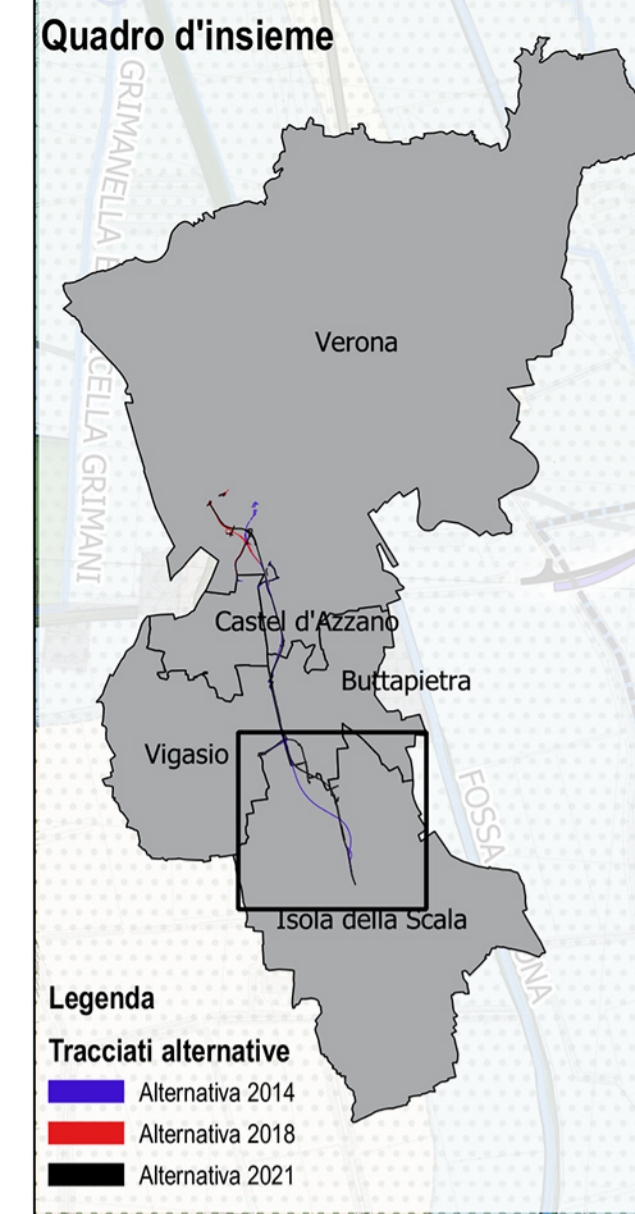 Quadro d'insieme
GRIMANELLA
CELLA GRIMANI
Verona
Castel d'Azzano
Buttapietra
Vigasio
FOSSA
Isola della Scala
Legenda
Tracciati alternative
Alternativa 2014
Alternativa 2018
Alternativa 2021